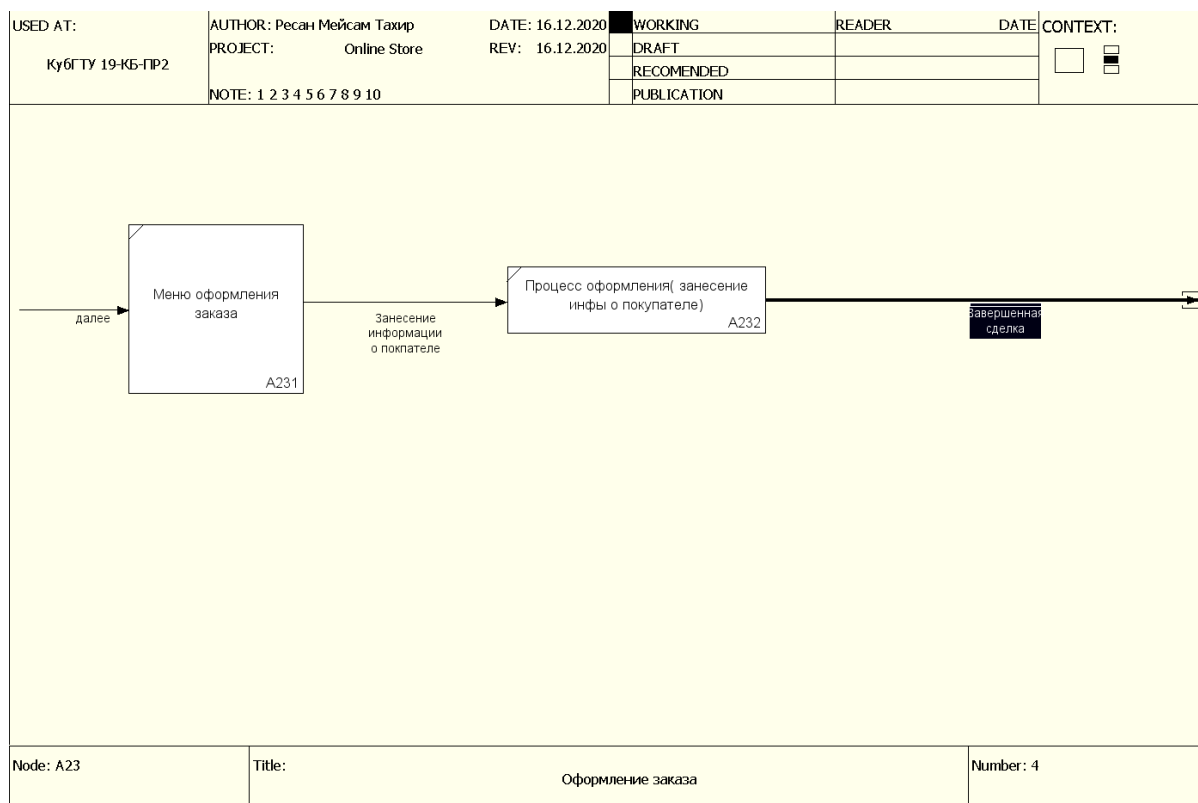 USED AT:
КубГТУ 19-КБ-ПР2
AUTHOR: Ресан Мейсам Тахир
DATE: 16.12.2020
PROJECT: Online Store
REV: 16.12.2020
NOTE: 1 2 3 4 5 6 7 8 9 10
WORKING
DRAFT
RECOMENDED
PUBLICATION
READER
DATE
CONTEXT:
далее
Меню оформления
заказа
A231
Занесение
информации
о покпателе
Процесс оформления( занесение
инфы о покупателе)
A232
Завершенная
сделка
Node: A23
Title:
Оформление заказа
Number: 4